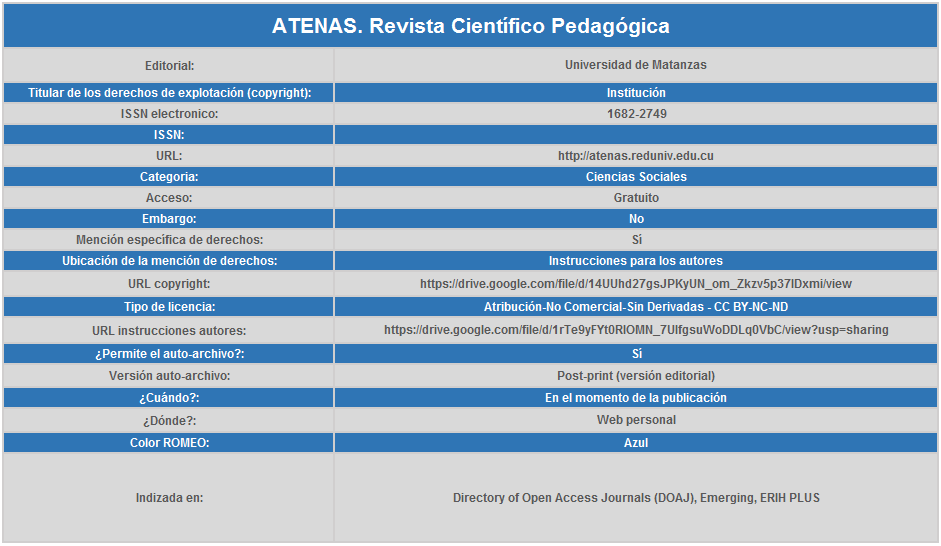 ATENAS. Revista Científico Pedagógica
Editorial: Universidad de Matanzas
Titular de los derechos de explotación (copyright): Institución
ISSN electronico: 1682-2749
ISSN:
URL: http://atenas.reduniv.edu.cu
Categoria: Ciencias Sociales
Acceso: Gratuito
Embargo: No
Mención específica de derechos: Sí
Ubicación de la mención de derechos: Instrucciones para los autores
URL copyright: https://drive.google.com/file/d/14UUhd27gsJPKyUN_om_Zkzv5p37lDxmi/view
Tipo de licencia: Atribución-No Comercial-Sin Derivadas - CC BY-NC-ND
URL instrucciones autores: https://drive.google.com/file/d/1rTe9yFYt0RlOMN_7UlfgsuWoDDLq0VbC/view?usp=sharing
¿Permite el auto-archivo?: Sì
Versión auto-archivo: Post-print (versión editorial)
¿Cuándo?: En el momento de la publicación
¿Dónde?: Web personal
Color ROMEO: Azul
Indizada en: Directory of Open Access Journals (DOAJ), Emerging, ERIH PLUS